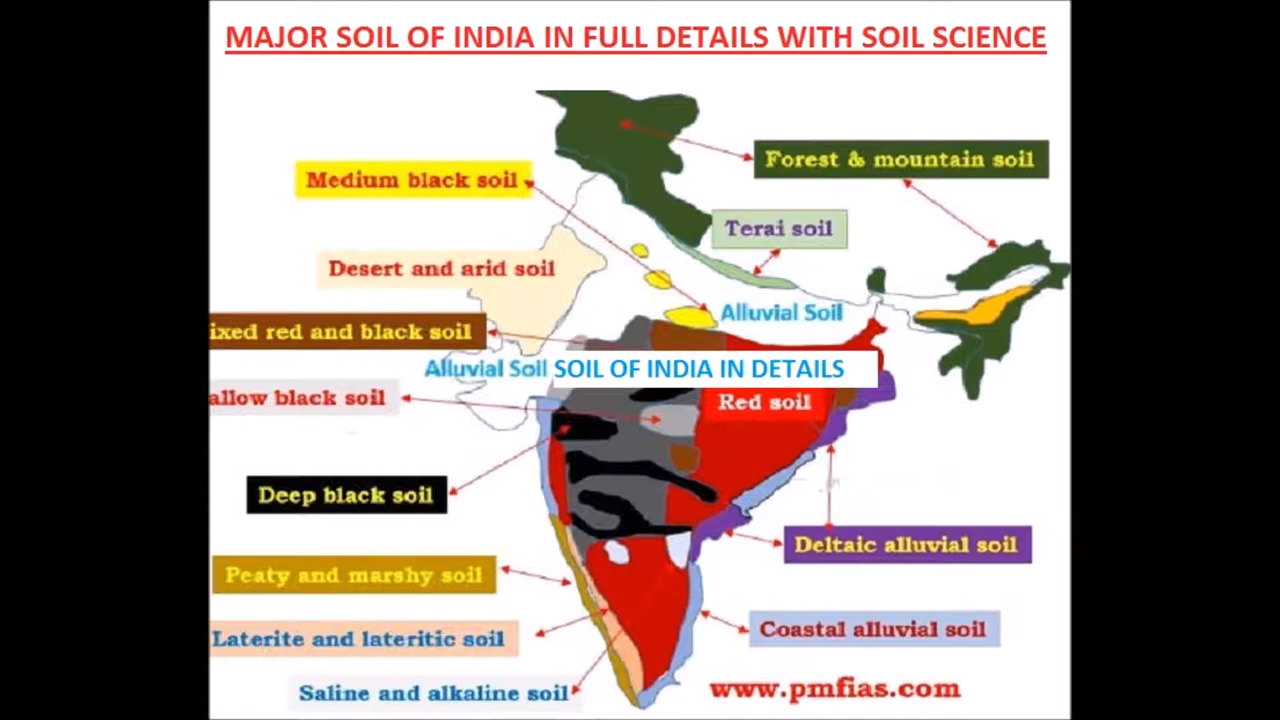 MAJOR SOIL OF INDIA IN FULL DETAILS WITH SOIL SCIENCE
Forest & mountain soil
Medium black soil
Terai soil
Desert and arid soil
Alluvial Soil
ixed red and black soil
Alluvial Soil
SOIL OF INDIA IN DETAILS
allow black soil
Red soil
Deep black soil
Deltaic alluvial soil
Peaty and marshy soil
Coastal alluvial soil
Laterite and lateritic soil
Saline and alkaline soil
www.pmfias.com